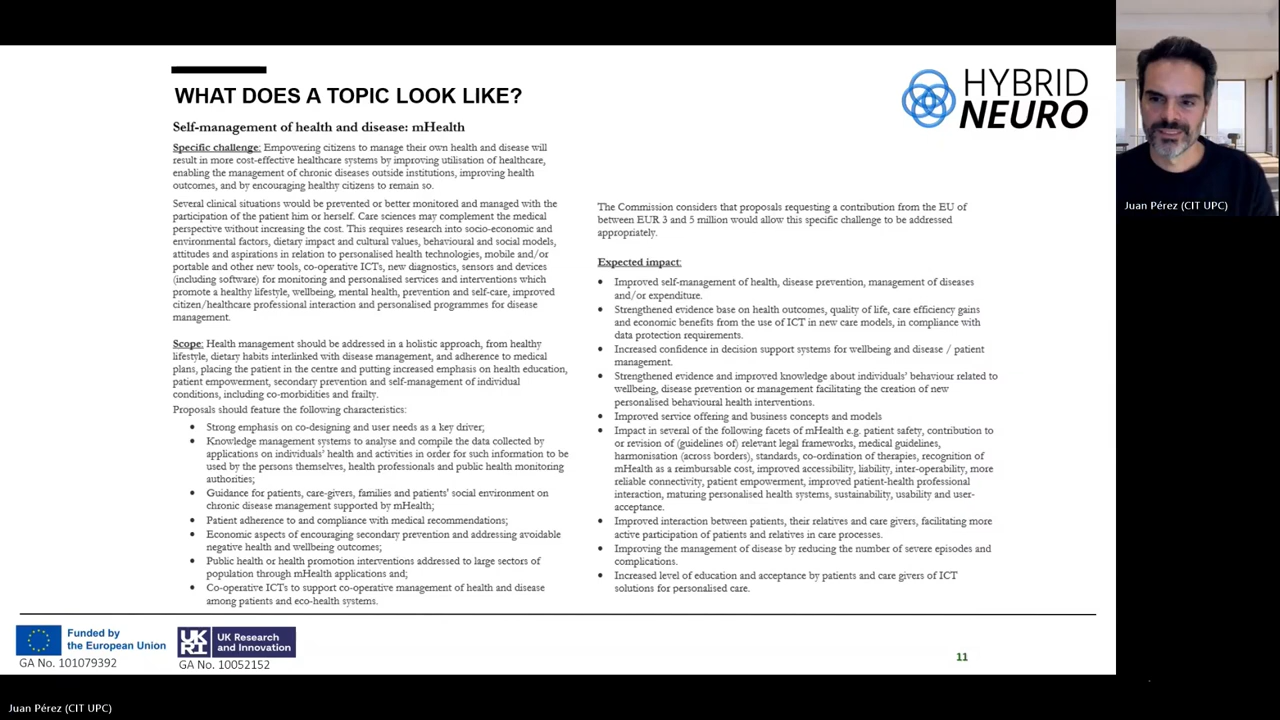 WHAT DOES A TOPIC LOOK LIKE?
HYBRID
NEURO
Self-management of health and disease: mHealth
Specific challenge: Empowering citizens to manage their own health and disease will
result in more cost-effective healthcare systems by improving utilisation of healthcare,
enabling the management of chronic diseases outside institutions, improving health
outcomes, and by encouraging healthy citizens to remain so.
Several clinical situations would be prevented or better monitored and managed with the
participation of the patient him or herself. Care sciences may complement the medical
perspective without increasing the cost. This requires research into socio-economic and
environmental factors, dietary impact and cultural values, behavioural and social models,
attitudes and aspirations in relation to personalised health technologies, mobile and/or
portable and other new tools, co-operative ICTs, new diagnostics, sensors and devices
(including software) for monitoring and personalised services and interventions which
promote a healthy lifestyle, wellbeing, mental health, prevention and self-care, improved
citizen/healthcare professional interaction and personalised programmes for disease
management.
Scope: Health management should be addressed in a holistic approach, from healthy
lifestyle, dietary habits interlinked with disease management, and adherence to medical
plans, placing the patient in the centre and putting increased emphasis on health education,
patient empowerment, secondary prevention and self-management of individual
conditions, including co-morbidities and frailty.
Proposals should feature the following characteristics:
• Strong emphasis on co-designing and user needs as a key driver;
• Knowledge management systems to analyse and compile the data collected by
applications on individuals' health and activities in order for such information to be
used by the persons themselves, health professionals and public health monitoring
authorities;
• Guidance for patients, care-givers, families and patients' social environment on
chronic disease management supported by mHealth;
• Patient adherence to and compliance with medical recommendations;
• Economic aspects of encouraging secondary prevention and addressing avoidable
negative health and wellbeing outcomes;
• Public health or health promotion interventions addressed to large sectors of
population through mHealth applications and;
• Co-operative ICTs to support co-operative management of health and disease
among patients and eco-health systems.
The Commission considers that proposals requesting a contribution from the EU of
between EUR 3 and 5 million would allow this specific challenge to be addressed
appropriately.
Expected impact:
• Improved self-management of health, disease prevention, management of diseases
and/or expenditure.
• Strengthened evidence base on health outcomes, quality of life, care efficiency gains
and economic benefits from the use of ICT in new care models, in compliance with
data protection requirements.
• Increased confidence in decision support systems for wellbeing and disease / patient
management.
• Strengthened evidence and improved knowledge about individuals' behaviour related to
wellbeing, disease prevention or management facilitating the creation of new
personalised behavioural health interventions.
• Improved service offering and business concepts and models
• Impact in several of the following facets of mHealth e.g. patient safety, contribution to
or revision of (guidelines of) relevant legal frameworks, medical guidelines,
harmonisation (across borders), standards, co-ordination of therapies, recognition of
mHealth as a reimbursable cost, improved accessibility, liability, inter-operability, more
reliable connectivity, patient empowerment, improved patient-health professional
interaction, maturing personalised health systems, sustainability, usability and user-
acceptance.
• Improved interaction between patients, their relatives and care givers, facilitating more
active participation of patients and relatives in care processes.
• Improving the management of disease by reducing the number of severe episodes and
complications.
• Increased level of education and acceptance by patients and care givers of ICT
solutions for personalised care.
Funded by
the European Union
GA No. 101079392
UKRI
UK Research
and Innovation
GA No. 10052152
11
Juan Pérez (CIT UPC)
Juan Pérez (CIT UPC)